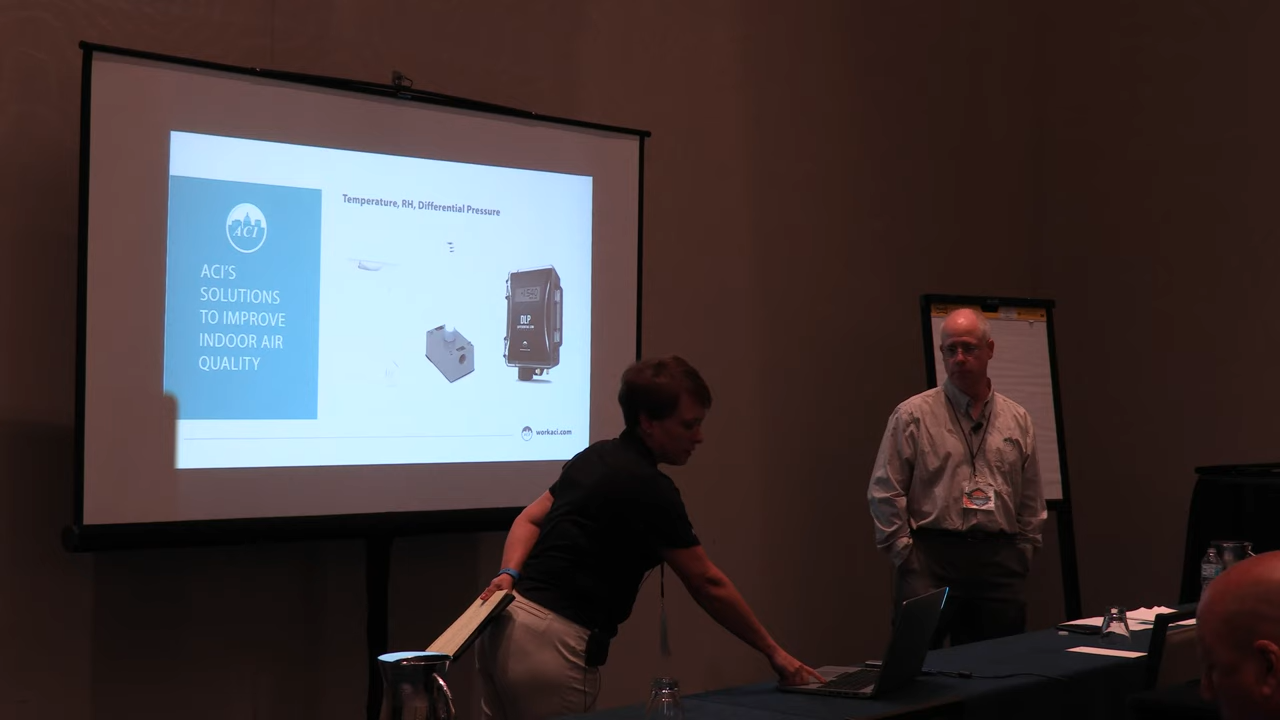 Temperature, RH, Differential Pressure
ACI
ACI'S
SOLUTIONS
TO IMPROVE
INDOOR AIR
QUALITY
DLP
workaci.com